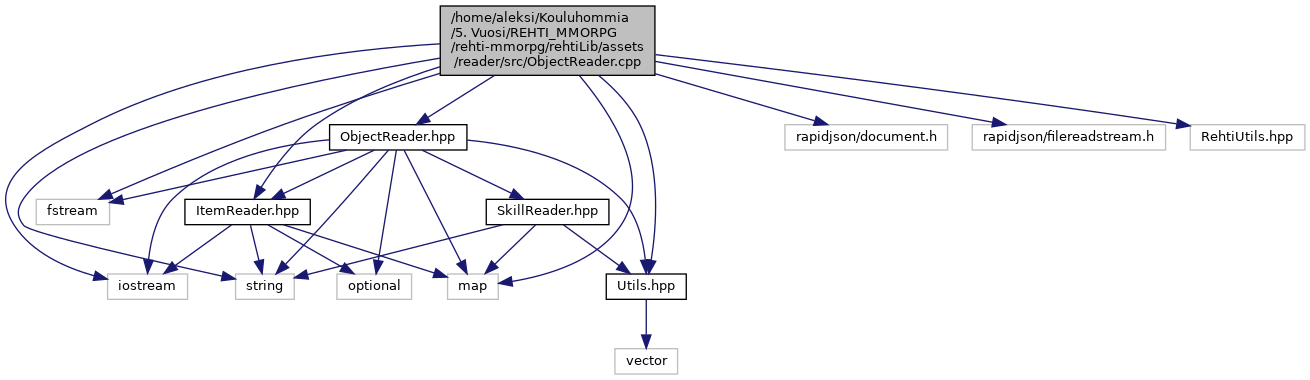 /home/aleksi/Kouluhommia
/5. Vuosi/REHTI_MMORPG
/rehti-mmorpg/rehtiLib/assets
/reader/src/ObjectReader.cpp
ObjectReader.hpp
rapidjson/document.h
rapidjson/filereadstream.h
RehtiUtils.hpp
fstream
ItemReader.hpp
SkillReader.hpp
iostream
string
optional
map
Utils.hpp
vector